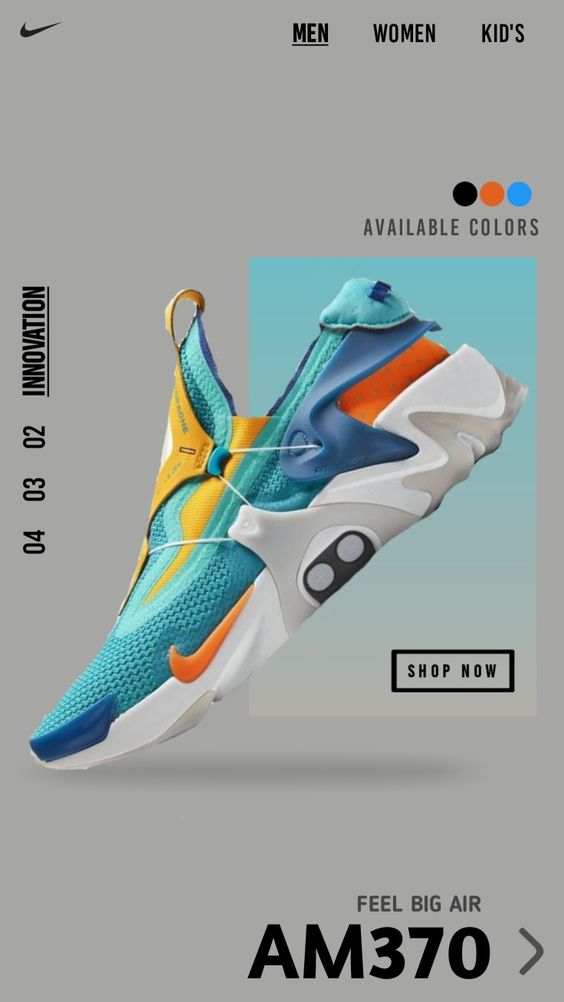 MEN WOMEN KID'S
AVAILABLE COLORS
INNOVATION
02
03
04
SHOP NOW
FEEL BIG AIR
AM370